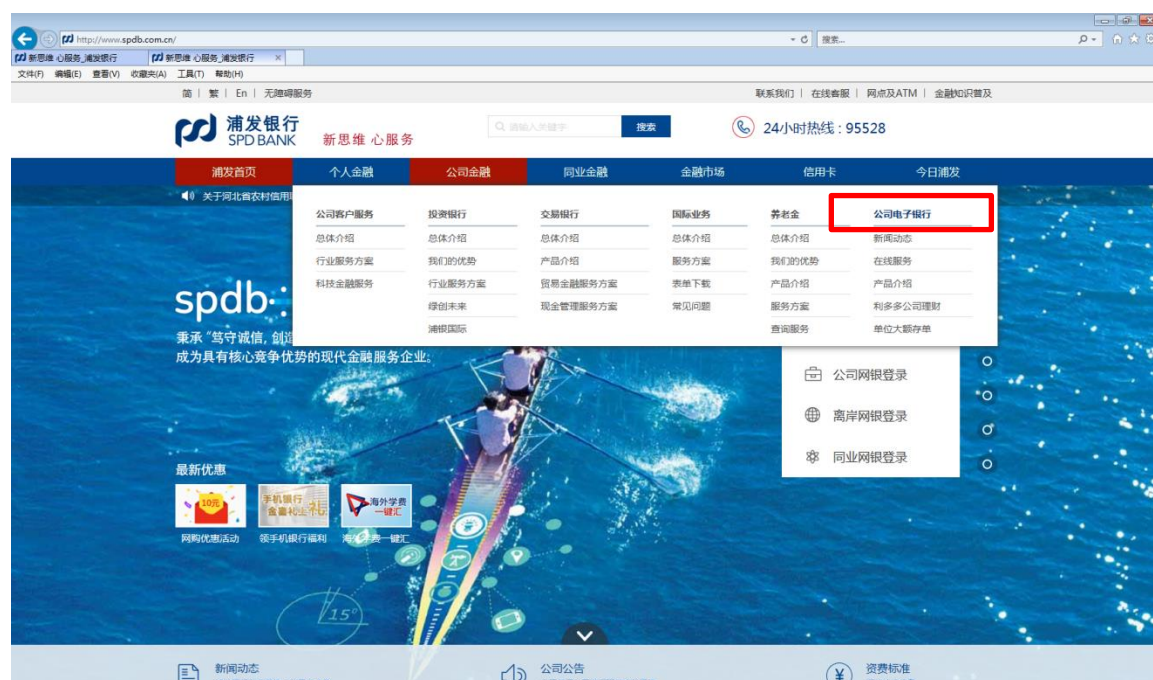 http://www.spdb.com.cn/
搜索...
新思维 心服务_浦发银行
新思维 心服务_浦发银行
文件(F) 编辑(E) 查看(V) 收藏夹(A) 工具(T) 帮助(H)
简 | 繁 | En | 无障碍服务
联系我们 | 在线客服 | 网点及ATM | 金融知识普及
浦发银行
SPD BANK
新思维 心服务
请输入关键字
搜索
24小时热线 : 95528
浦发首页 个人金融 公司金融 同业金融 金融市场 信用卡 今日浦发
关于河北省农村信用
公司客户服务 投资银行 交易银行 国际业务 养老金 公司电子银行
总体介绍 总体介绍 总体介绍 总体介绍 总体介绍 新闻动态
行业服务方案 我们的优势 产品介绍 服务方案 我们的优势 在线服务
科技金融服务 行业服务方案 贸易金融服务方案 表单下载 产品介绍 产品介绍
绿创未来 现金管理服务方案 常见问题 服务方案 利多多公司理财
浦银国际 查询服务 单位大额存单
spdb
秉承“笃守诚信, 创造
成为具有核心竞争优势的现代金融服务企业。
公司网银登录
离岸网银登录
同业网银登录
最新优惠
10元
手机银行
金喜礼
海外学费
一键汇
网购优惠活动 领手机银行福利 海外学费一键汇
15°
新闻动态 公司公告 资费标准